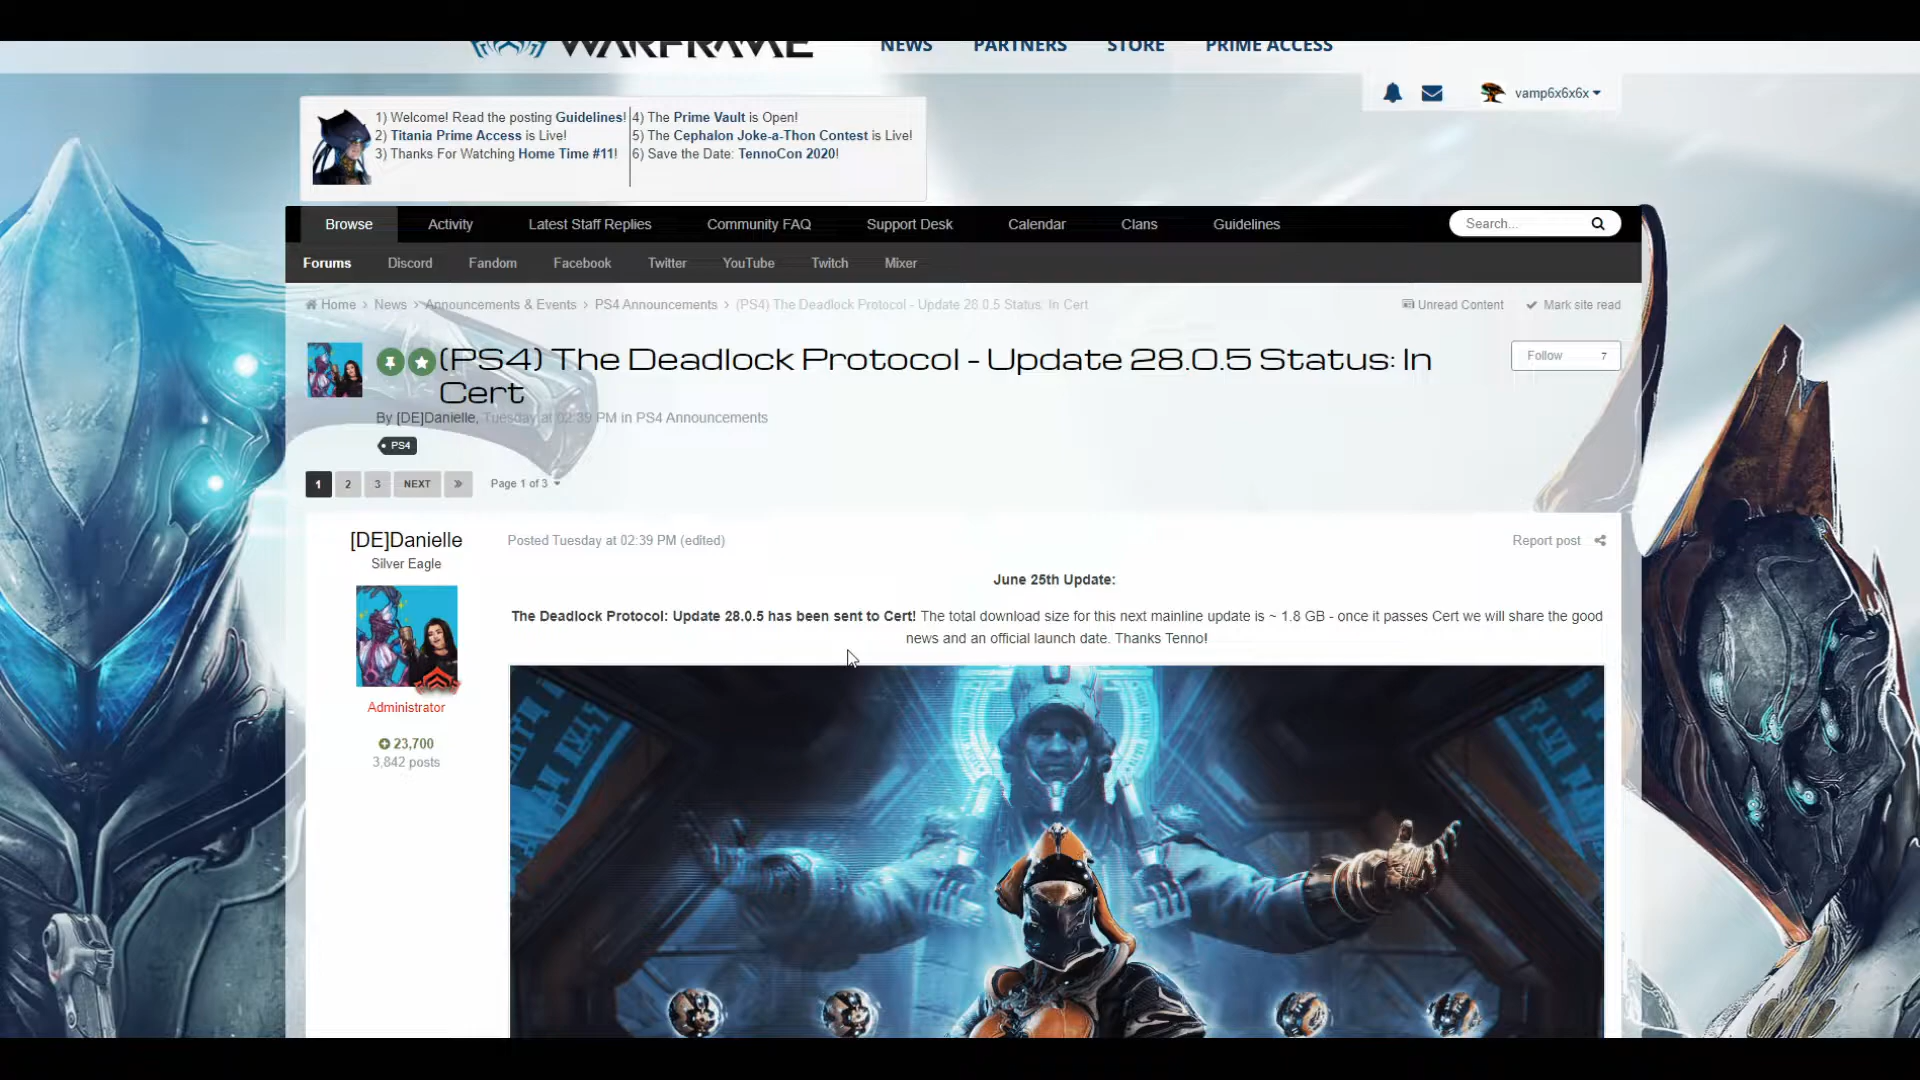 WARFRAME
NEWS PARTNERS STORE PRIME ACCESS
vamp6x6x6x
1) Welcome! Read the posting Guidelines!
2) Titania Prime Access is Live!
3) Thanks For Watching Home Time #11!
4) The Prime Vault is Open!
5) The Cephalon Joke-a-Thon Contest is Live!
6) Save the Date: TennoCon 2020!
Browse Activity Latest Staff Replies Community FAQ Support Desk Calendar Clans Guidelines Search...
Forums Discord Fandom Facebook Twitter YouTube Twitch Mixer
Home > News > Announcements & Events > PS4 Announcements > (PS4) The Deadlock Protocol - Update 28.0.5 Status: In Cert
Unread Content Mark site read
(PS4) The Deadlock Protocol - Update 28.0.5 Status: In
Cert
Follow 7
By [DE]Danielle, Tuesday at 02:39 PM in PS4 Announcements
PS4
1 2 3 NEXT » Page 1 of 3
[DE]Danielle
Silver Eagle
Administrator
23,700
3,842 posts
Posted Tuesday at 02:39 PM (edited)
Report post
June 25th Update:
The Deadlock Protocol: Update 28.0.5 has been sent to Cert! The total download size for this next mainline update is ~ 1.8 GB - once it passes Cert we will share the good
news and an official launch date. Thanks Tenno!